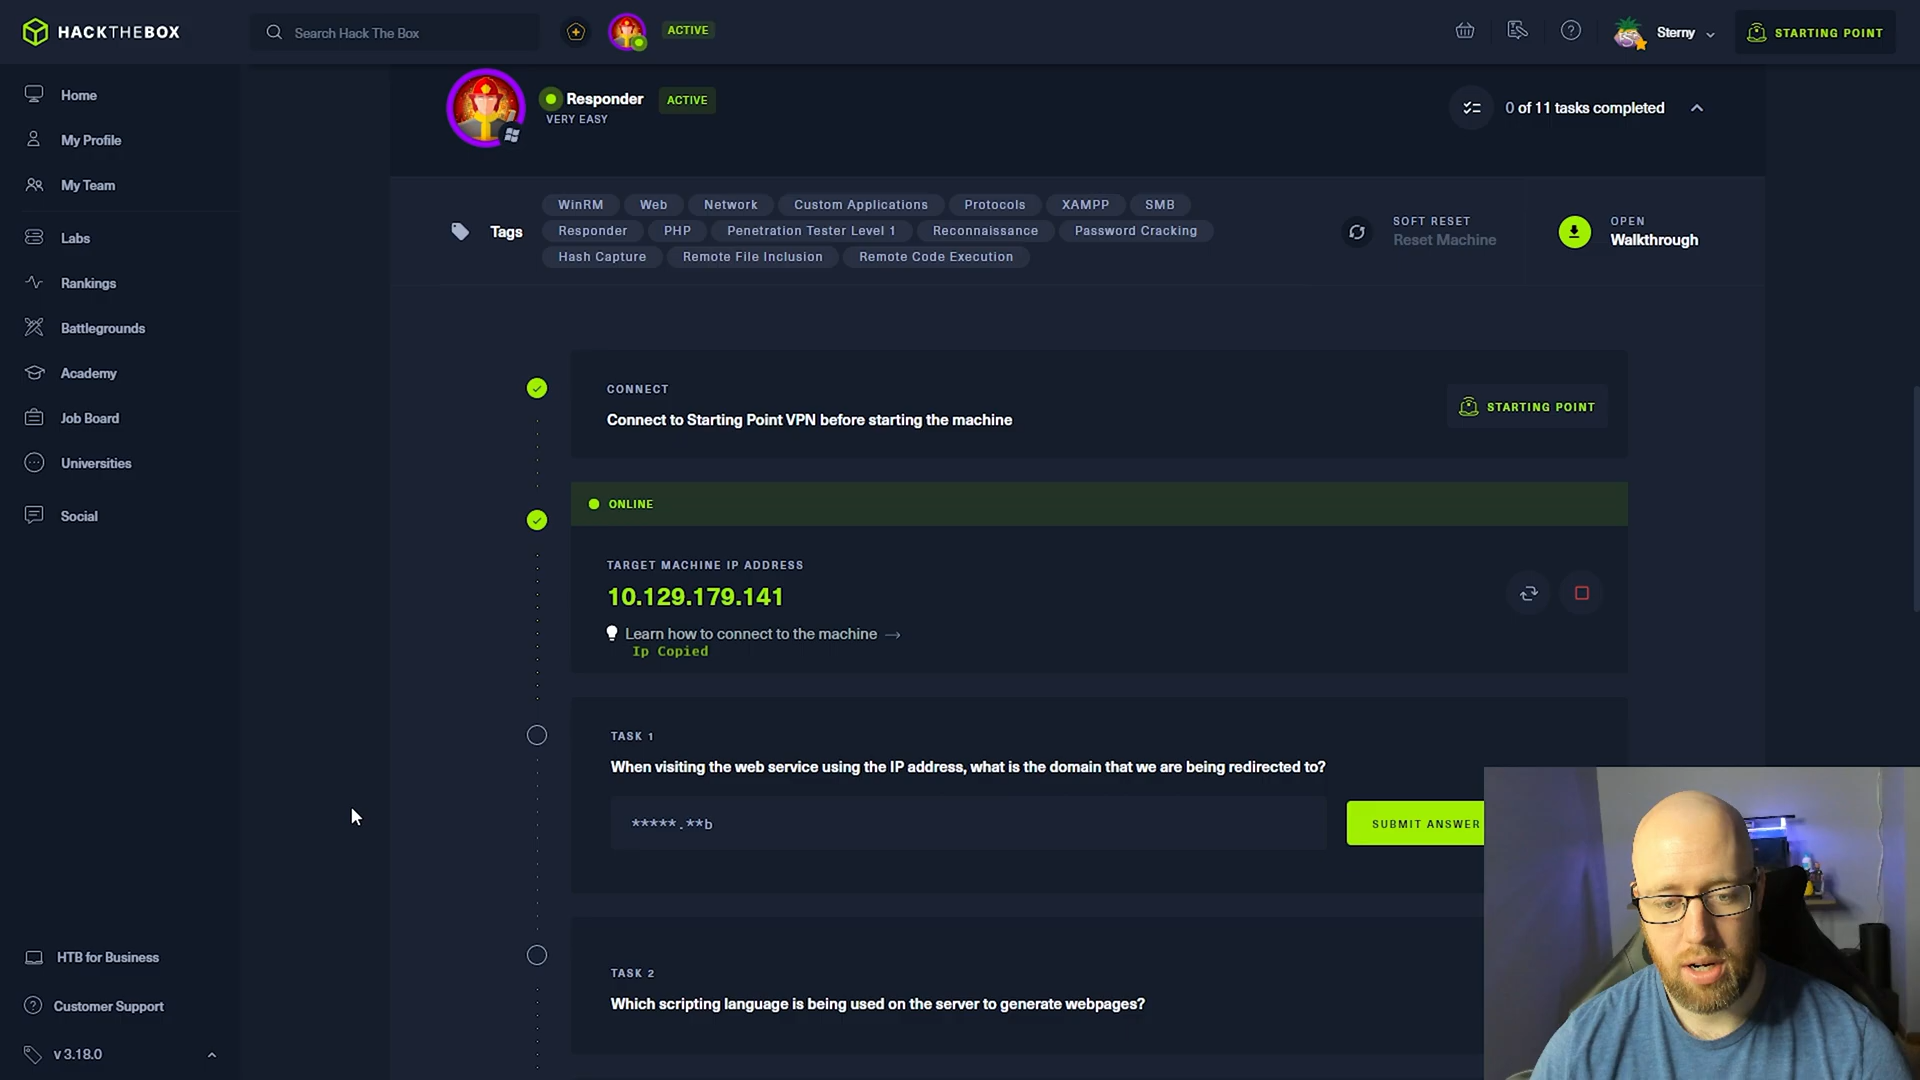 HACKTHEBOX
Search Hack The Box
ACTIVE
Sterny
STARTING POINT
Home
My Profile
My Team
Labs
Rankings
Battlegrounds
Academy
Job Board
Universities
Social
HTB for Business
Customer Support
v 3.18.0
Responder ACTIVE
VERY EASY
0 of 11 tasks completed
Tags
WinRM Web Network Custom Applications Protocols XAMPP SMB
Responder PHP Penetration Tester Level 1 Reconnaissance Password Cracking
Hash Capture Remote File Inclusion Remote Code Execution
SOFT RESET
Reset Machine
OPEN
Walkthrough
CONNECT
Connect to Starting Point VPN before starting the machine
STARTING POINT
ONLINE
TARGET MACHINE IP ADDRESS
10.129.179.141
Learn how to connect to the machine →
Ip Copied
TASK 1
When visiting the web service using the IP address, what is the domain that we are being redirected to?
*****.**b
SUBMIT ANSWER
TASK 2
Which scripting language is being used on the server to generate webpages?